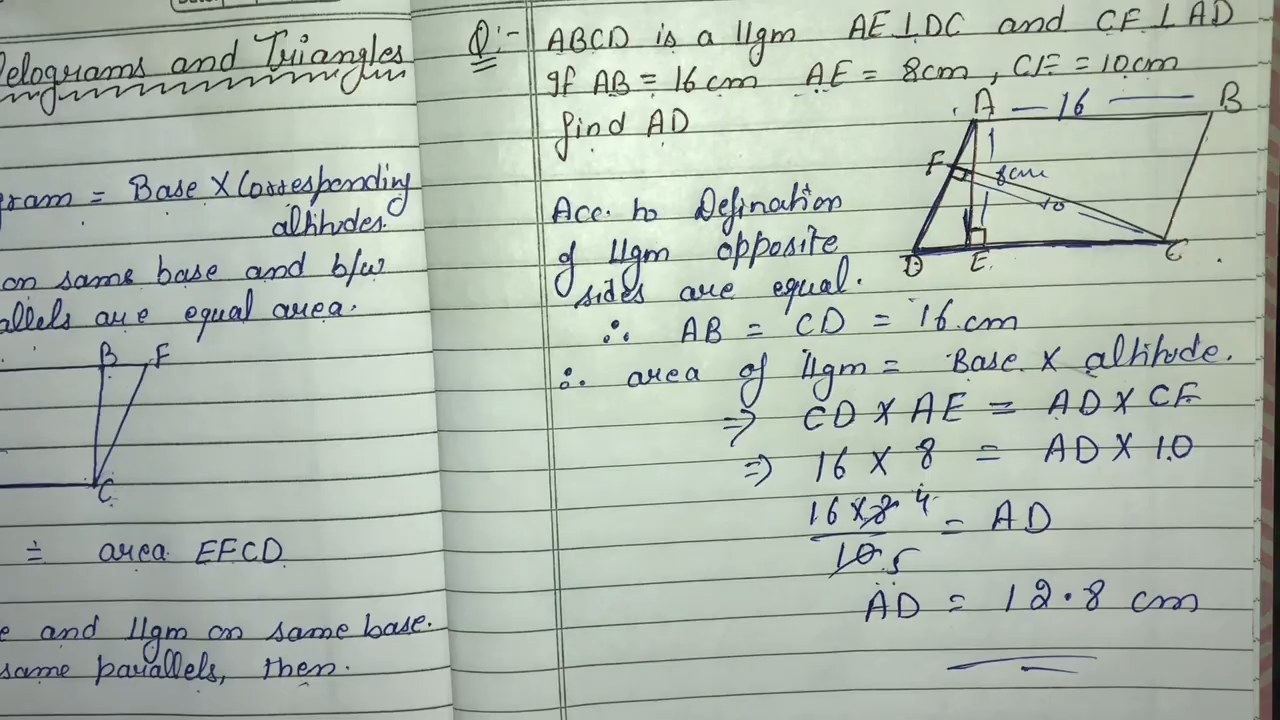 elograms and Triangles
gram = Base X Corresponding
altitudes.
on same base and b/w
allels are equal area.
B F
C
= area EFCD
e and llgm on same base.
same parallels, then.
Q:- ABCD is a llgm AE⊥DC and CF⊥AD
If AB = 16cm AE = 8cm, CF = 10cm
find AD
A — 16 — B
F 8cm
10
D E C
Acc. to Defination
of llgm opposite
sides are equal.
∴ AB = CD = 16 cm
∴ area of llgm = Base X altitude.
⇒ CD X AE = AD X CF
⇒ 16 X 8 = AD X 10
16 X 8 4 = AD
10 5
AD = 12.8 cm